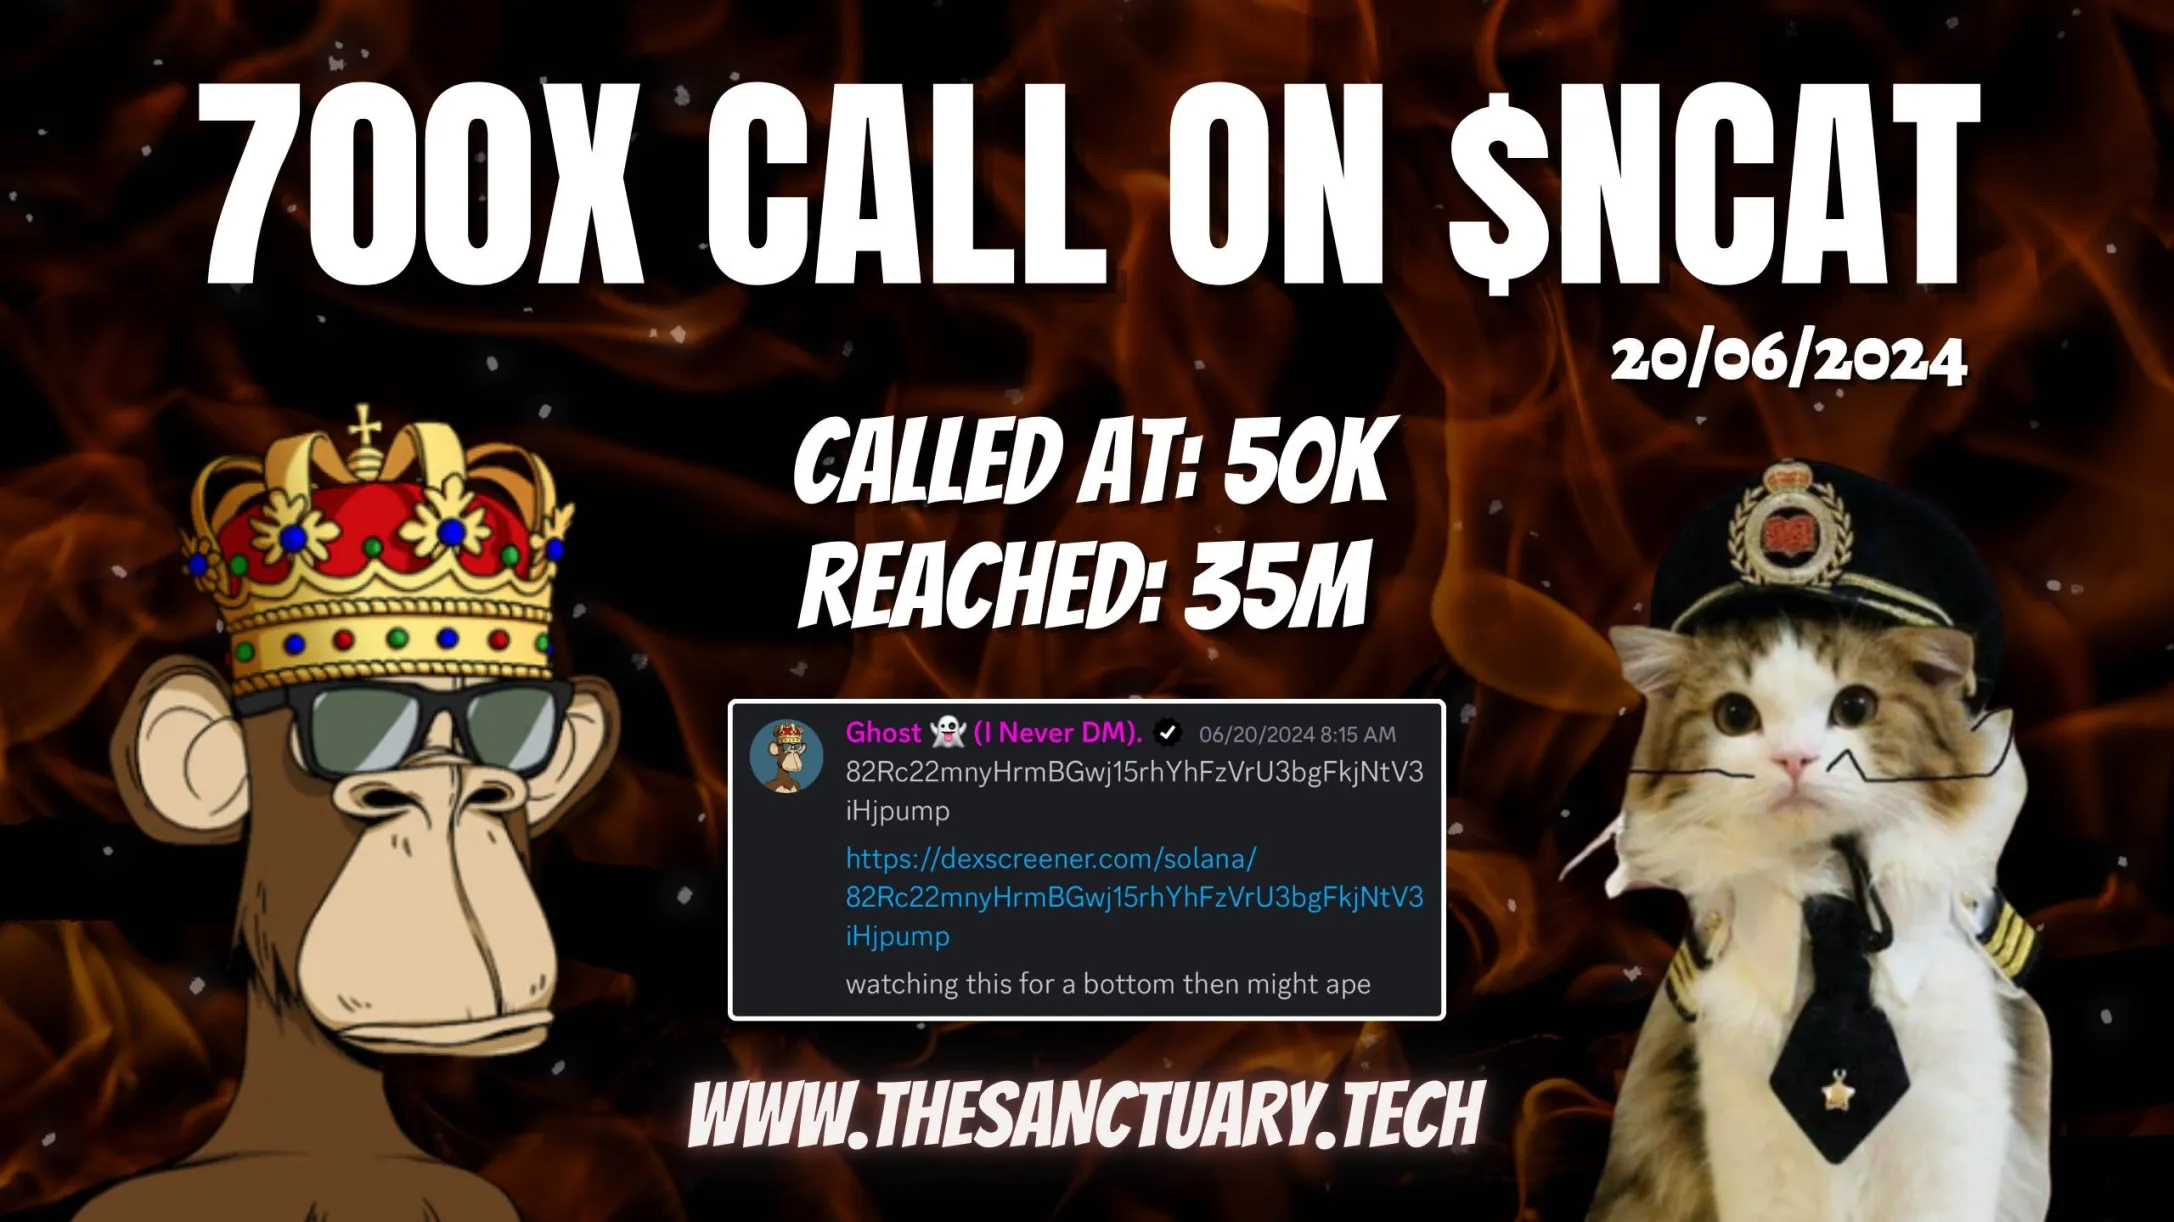 700X CALL ON $NCAT
20/06/2024
CALLED AT: 50K
REACHED: 35M
Ghost 👻 (I Never DM). 06/20/2024 8:15 AM
82Rc22mnyHrmBGwj15rhYhFzVrU3bgFkjNtV3
iHjpump
https://dexscreener.com/solana/
82Rc22mnyHrmBGwj15rhYhFzVrU3bgFkjNtV3
iHjpump
watching this for a bottom then might ape
WWW.THESANCTUARY.TECH